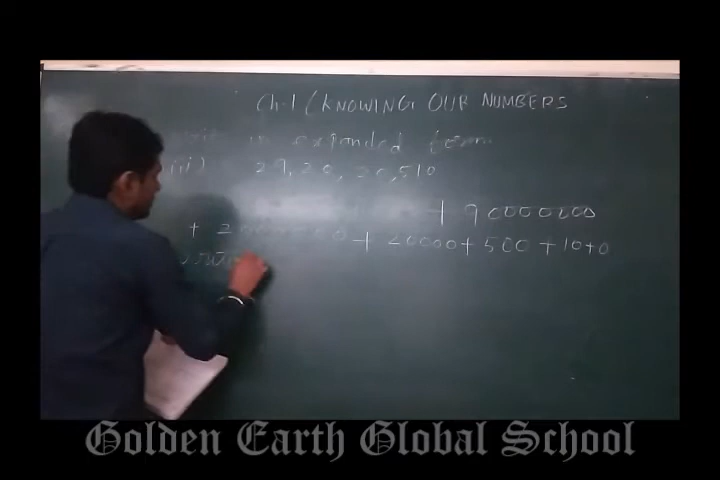 Ch-1 (KNOWING OUR NUMBERS
in expanded form
iii) 29,20,20,510
+ 90000000
+ 20000+ 500 +10+0
Golden Earth Global School